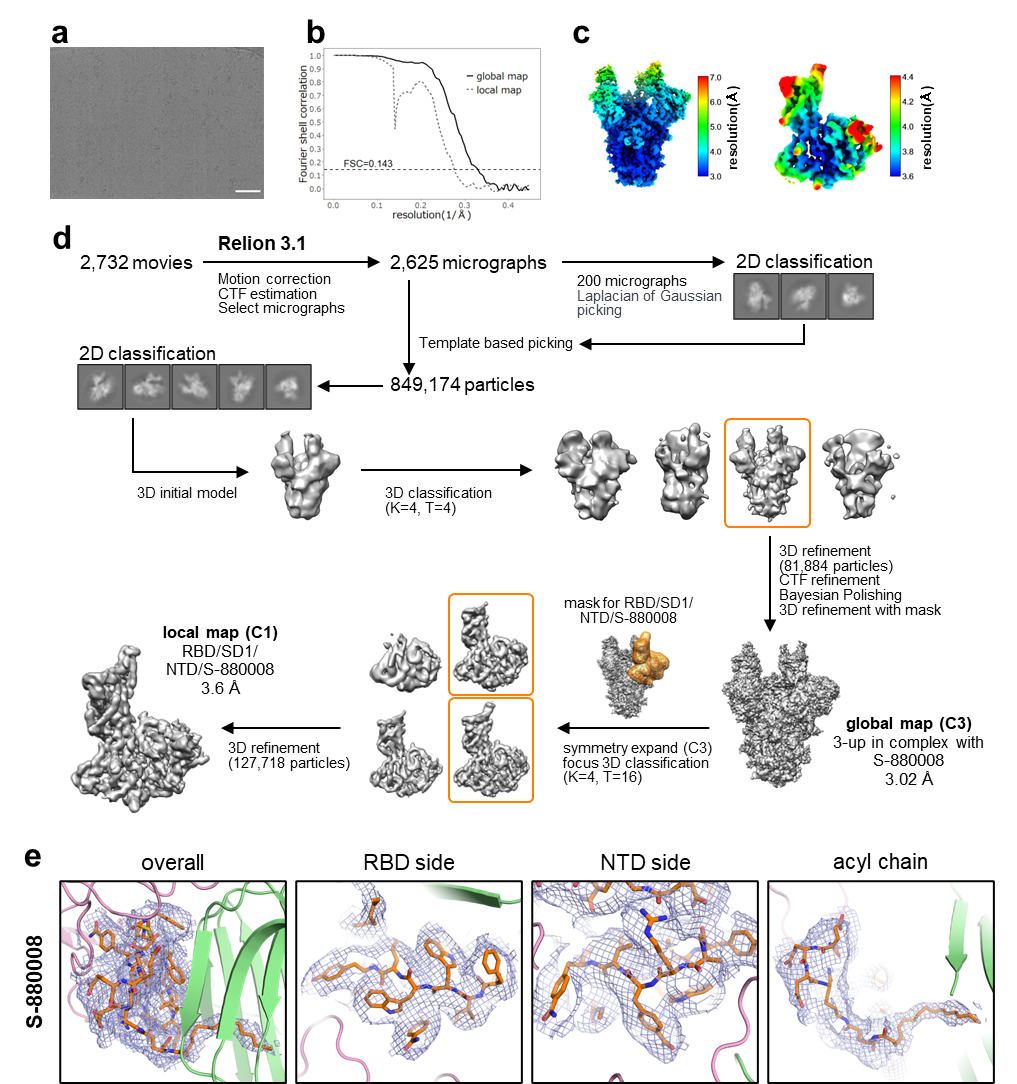 a
b
1.0
0.9
0.8
0.7
0.6
0.5
0.4
0.3
0.2
0.1
0.0
Fourier shell correlation
global map
local map
FSC=0.143
0.0
0.1
0.2
0.3
0.4
resolution(1/Å)
c
7.0
6.0
5.0
4.0
3.0
resolution(Å)
4.4
4.2
4.0
3.8
3.6
resolution(Å)
d
2,732 movies
Relion 3.1
Motion correction
CTF estimation
Select micrographs
2,625 micrographs
200 micrographs
Laplacian of Gaussian
picking
2D classification
Template based picking
2D classification
849,174 particles
3D initial model
3D classification
(K=4, T=4)
3D refinement
(81,884 particles)
CTF refinement
Bayesian Polishing
3D refinement with mask
global map (C3)
3-up in complex with
S-880008
3.02 Å
mask for RBD/SD1/
NTD/S-880008
symmetry expand (C3)
focus 3D classification
(K=4, T=16)
3D refinement
(127,718 particles)
local map (C1)
RBD/SD1/
NTD/S-880008
3.6 Å
e
overall
RBD side
NTD side
acyl chain
S-880008